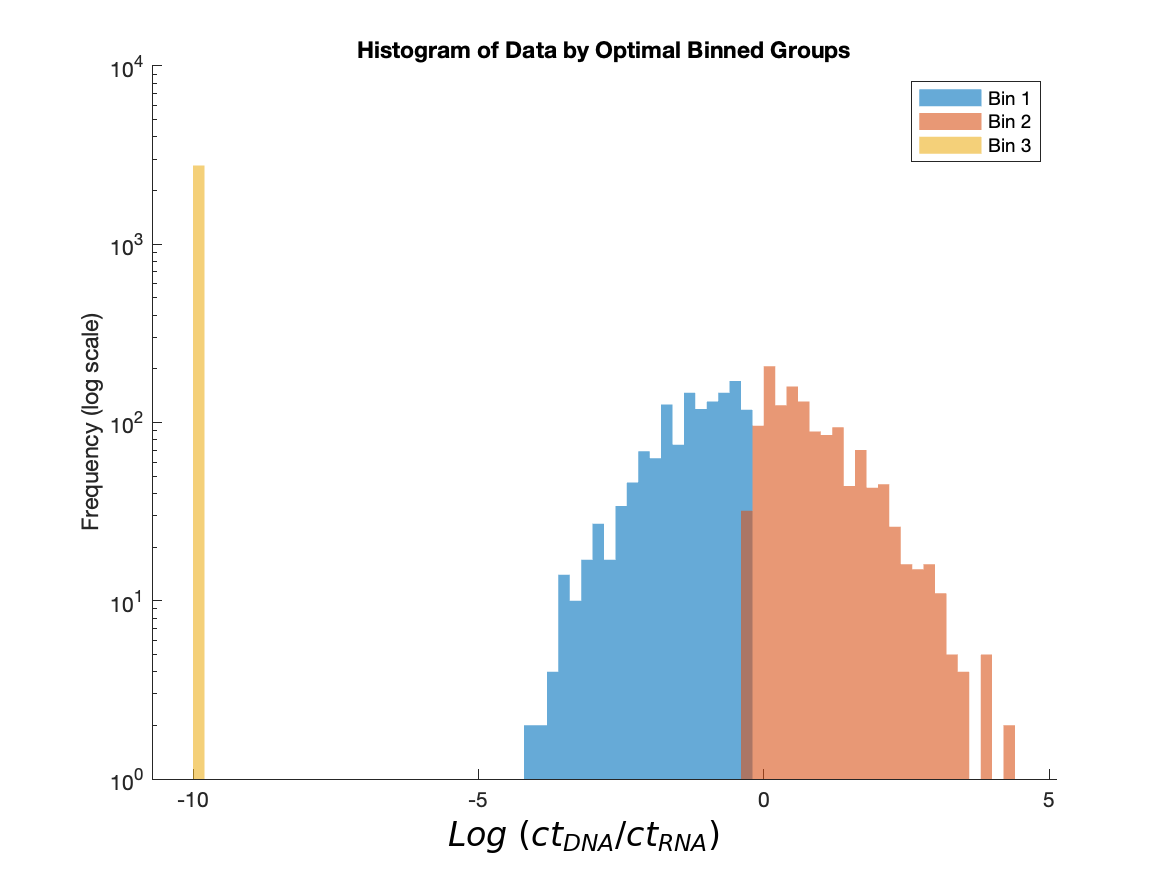 Histogram of Data by Optimal Binned Groups
10^4
10^3
10^2
10^1
10^0
Frequency (log scale)
Bin 1
Bin 2
Bin 3
-10
-5
0
5
Log (ct_DNA/ct_RNA)